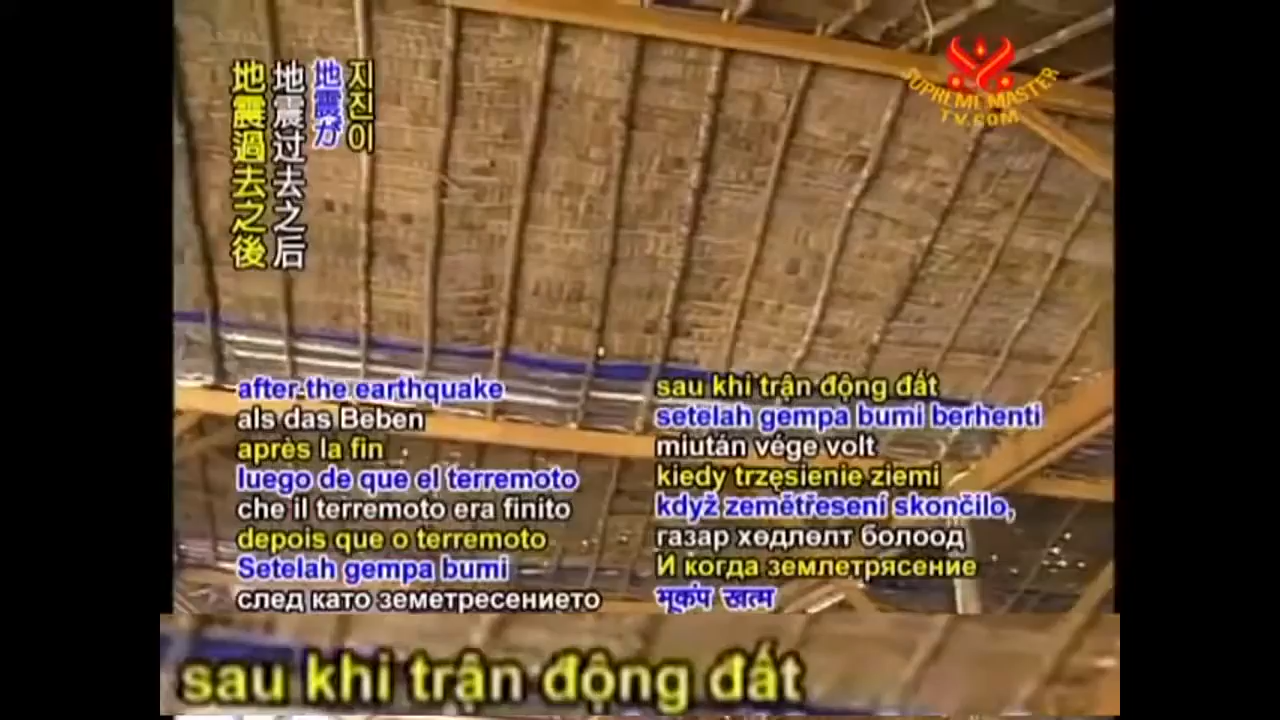 지진이
地震が
地震过去之后
地震過去之後
SUPREME MASTER
TV.COM
after the earthquake
als das Beben
après la fin
luego de que el terremoto
che il terremoto era finito
depois que o terremoto
Setelah gempa bumi
след като земетресението
sau khi trận động đất
setelah gempa bumi berhenti
miután vége volt
kiedy trzęsienie ziemi
když zemětřesení skončilo,
газар хөдлөлт болоод
И когда землетрясение
भूकंप खत्म
sau khi trận động đất